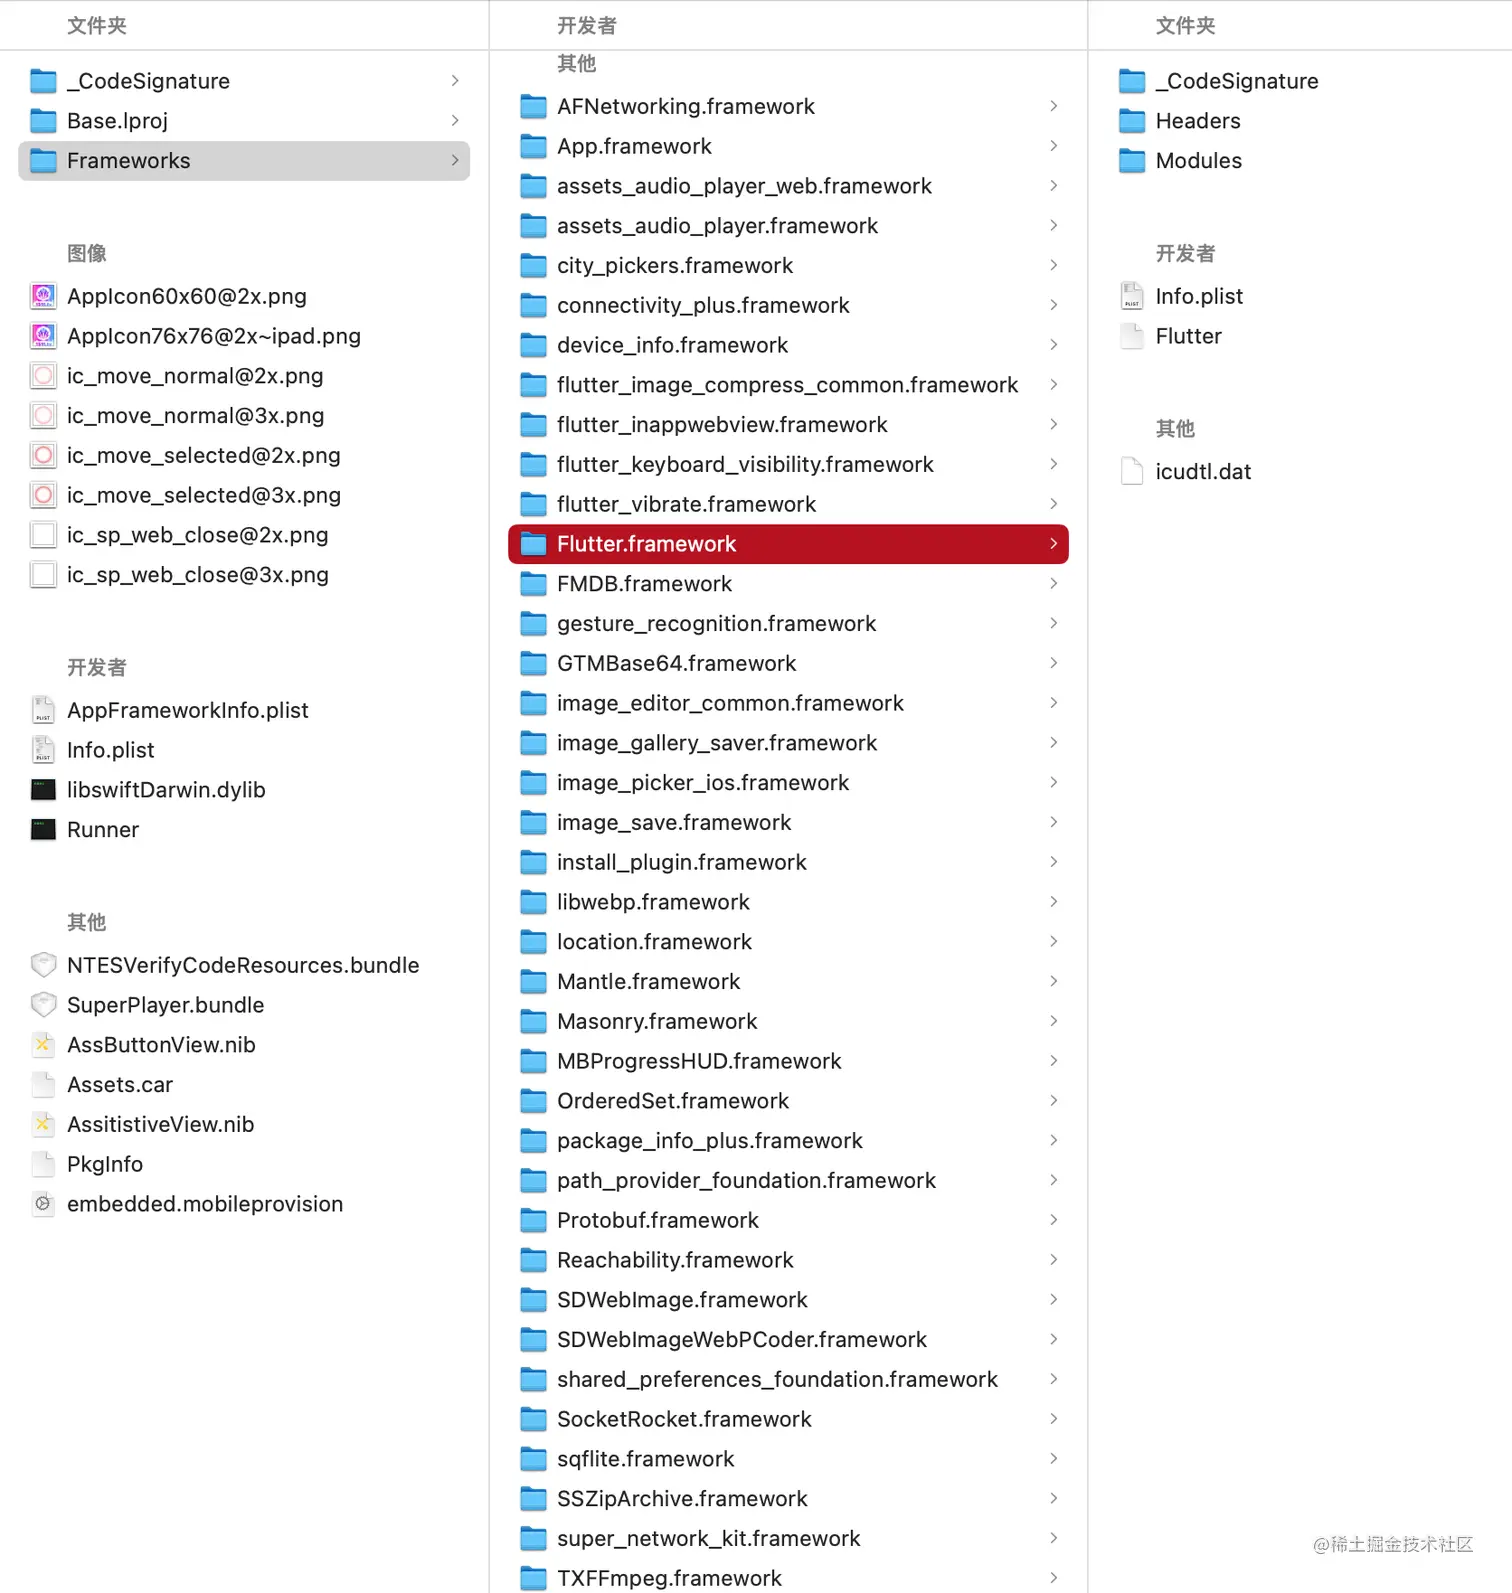 文件夹
_CodeSignature
Base.lproj
Frameworks
图像
AppIcon60x60@2x.png
AppIcon76x76@2x~ipad.png
ic_move_normal@2x.png
ic_move_normal@3x.png
ic_move_selected@2x.png
ic_move_selected@3x.png
ic_sp_web_close@2x.png
ic_sp_web_close@3x.png
开发者
AppFrameworkInfo.plist
Info.plist
libswiftDarwin.dylib
Runner
其他
NTESVerifyCodeResources.bundle
SuperPlayer.bundle
AssButtonView.nib
Assets.car
AssitistiveView.nib
PkgInfo
embedded.mobileprovision
开发者
其他
AFNetworking.framework
App.framework
assets_audio_player_web.framework
assets_audio_player.framework
city_pickers.framework
connectivity_plus.framework
device_info.framework
flutter_image_compress_common.framework
flutter_inappwebview.framework
flutter_keyboard_visibility.framework
flutter_vibrate.framework
Flutter.framework
FMDB.framework
gesture_recognition.framework
GTMBase64.framework
image_editor_common.framework
image_gallery_saver.framework
image_picker_ios.framework
image_save.framework
install_plugin.framework
libwebp.framework
location.framework
Mantle.framework
Masonry.framework
MBProgressHUD.framework
OrderedSet.framework
package_info_plus.framework
path_provider_foundation.framework
Protobuf.framework
Reachability.framework
SDWebImage.framework
SDWebImageWebPCoder.framework
shared_preferences_foundation.framework
SocketRocket.framework
sqflite.framework
SSZipArchive.framework
super_network_kit.framework
TXFFmpeg.framework
文件夹
_CodeSignature
Headers
Modules
开发者
Info.plist
Flutter
其他
icudtl.dat
@稀土掘金技术社区